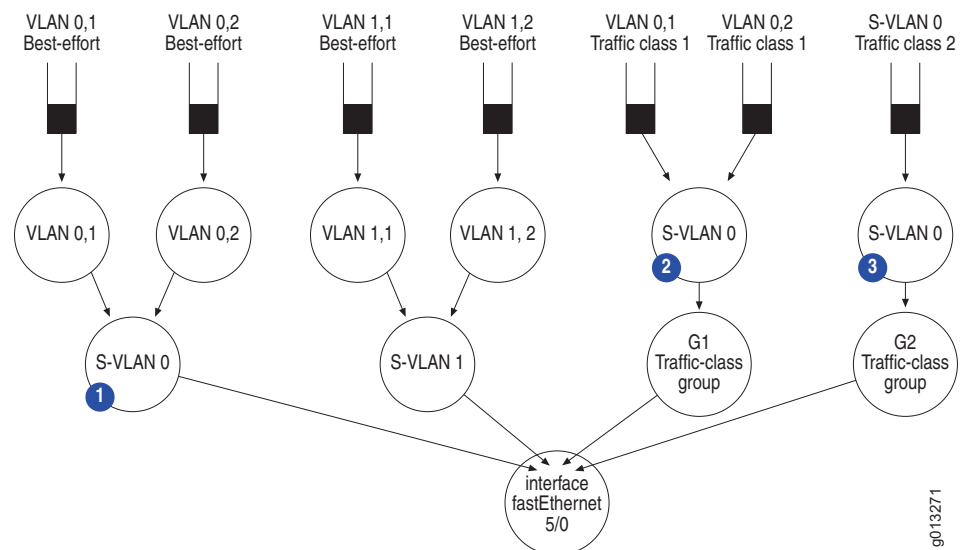 VLAN 0,1
Best-effort
VLAN 0,2
Best-effort
VLAN 1,1
Best-effort
VLAN 1,2
Best-effort
VLAN 0,1
Traffic class 1
VLAN 0,2
Traffic class 1
S-VLAN 0
Traffic class 2
VLAN 0,1
VLAN 0,2
VLAN 1,1
VLAN 1, 2
S-VLAN 0
2
S-VLAN 0
3
S-VLAN 0
1
S-VLAN 1
G1
Traffic-class
group
G2
Traffic-class
group
interface
fastEthernet
5/0
g013271